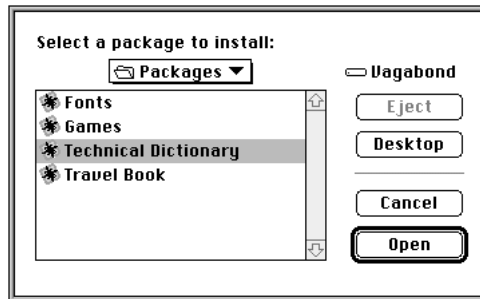 Select a package to install:
Packages
Vagabond
Fonts
Games
Technical Dictionary
Travel Book
Eject
Desktop
Cancel
Open